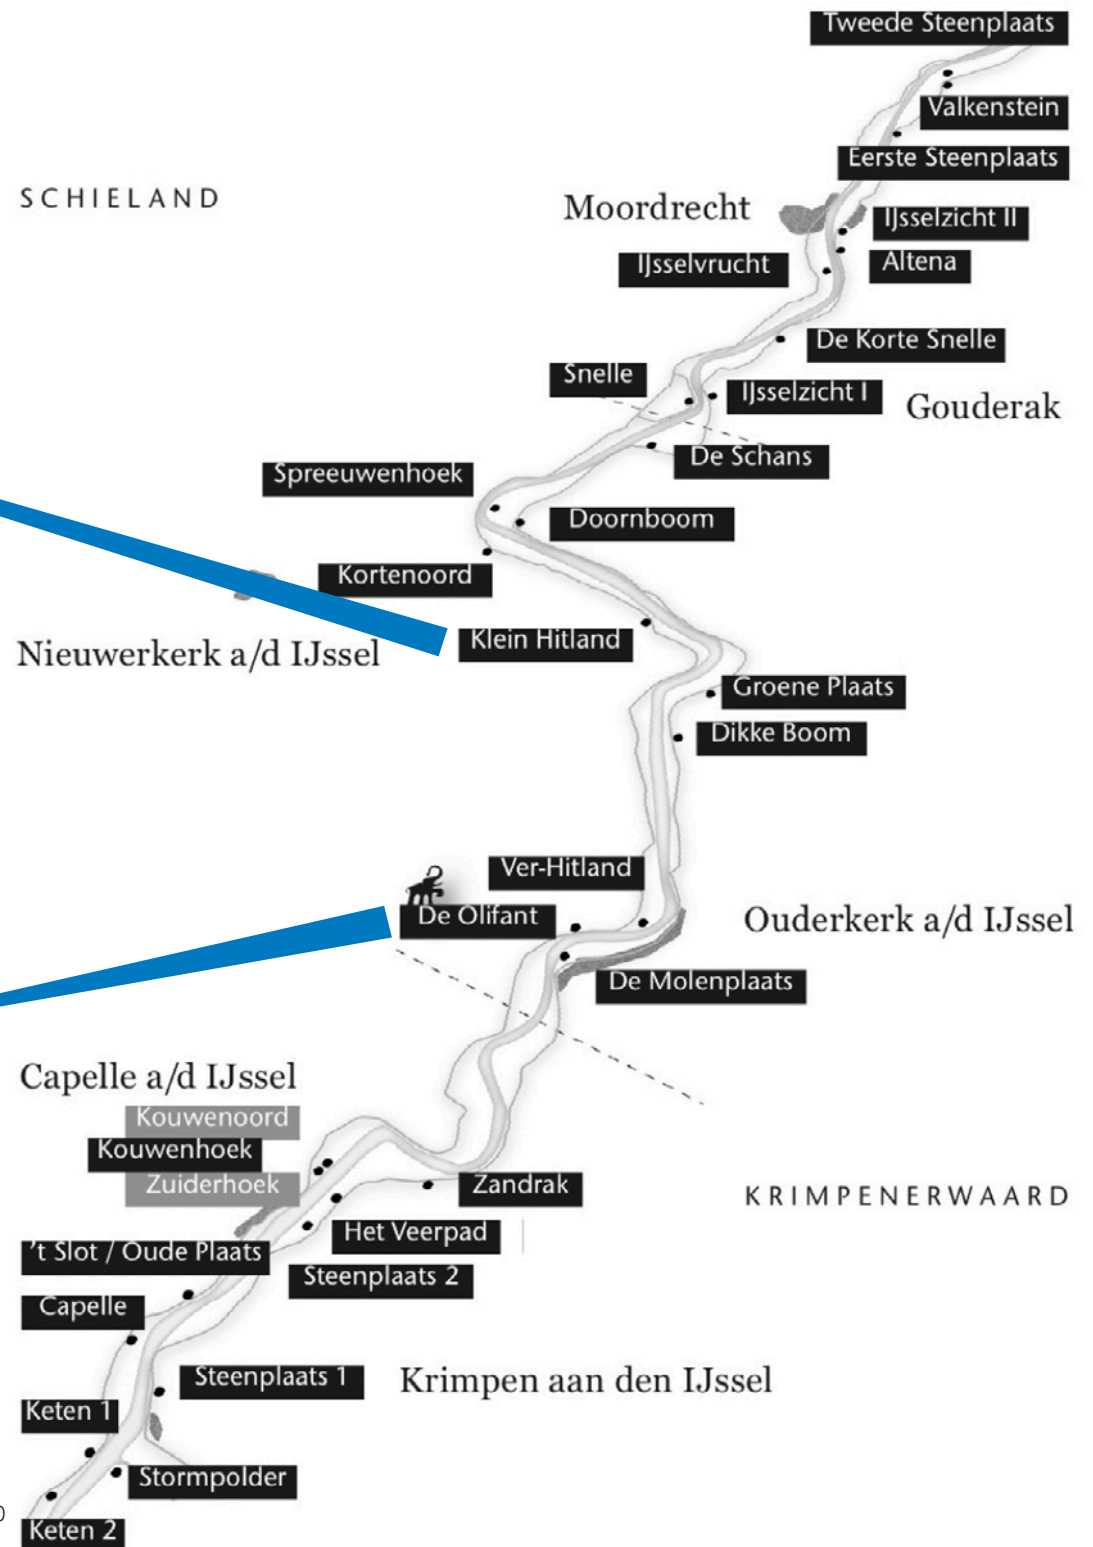 Tweede Steenplaats
Valkenstein
Eerste Steenplaats
SCHIELAND
Moordrecht
IJsselzicht II
IJsselvrucht
Altena
De Korte Snelle
Snelle
IJsselzicht I
Gouderak
De Schans
Spreeuwenhoek
Doornboom
Kortenoord
Klein Hitland
Nieuwerkerk a/d IJssel
Groene Plaats
Dikke Boom
Ver-Hitland
De Olifant
Ouderkerk a/d IJssel
De Molenplaats
Capelle a/d IJssel
Kouwenoord
Kouwenhoek
Zuiderhoek
Zandrak
KRIMPENERWAARD
Het Veerpad
't Slot / Oude Plaats
Steenplaats 2
Capelle
Steenplaats 1
Krimpen aan den IJssel
Keten 1
Stormpolder
Keten 2